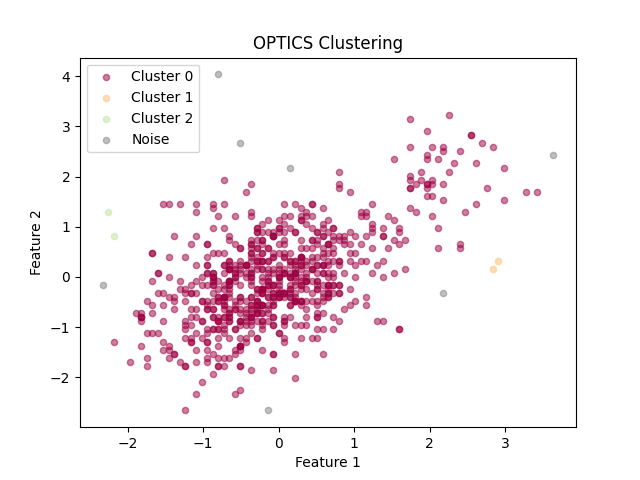 OPTICS Clustering
Cluster 0
Cluster 1
Cluster 2
Noise
4
3
2
1
0
−1
−2
Feature 2
−2 −1 0 1 2 3
Feature 1